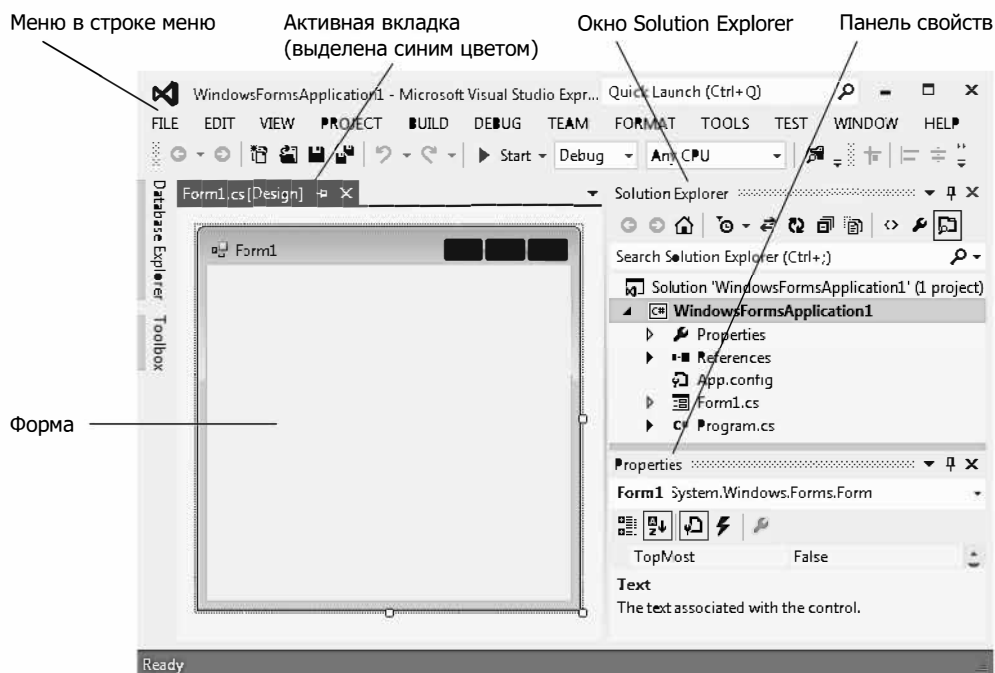 Меню в строке меню
Активная вкладка
(выделена синим цветом)
Окно Solution Explorer
Панель свойств
WindowsFormsApplication1 - Microsoft Visual Studio Expr...
Quick Launch (Ctrl+Q)
FILE EDIT VIEW PROJECT BUILD DEBUG TEAM FORMAT TOOLS TEST WINDOW HELP
Start Debug Any CPU
Database Explorer
Toolbox
Form1.cs [Design]
Form1
Форма
Solution Explorer
Search Solution Explorer (Ctrl+;)
Solution 'WindowsFormsApplication1' (1 project)
C# WindowsFormsApplication1
Properties
References
App.config
Form1.cs
C# Program.cs
Properties
Form1 System.Windows.Forms.Form
TopMost False
Text
The text associated with the control.
Ready